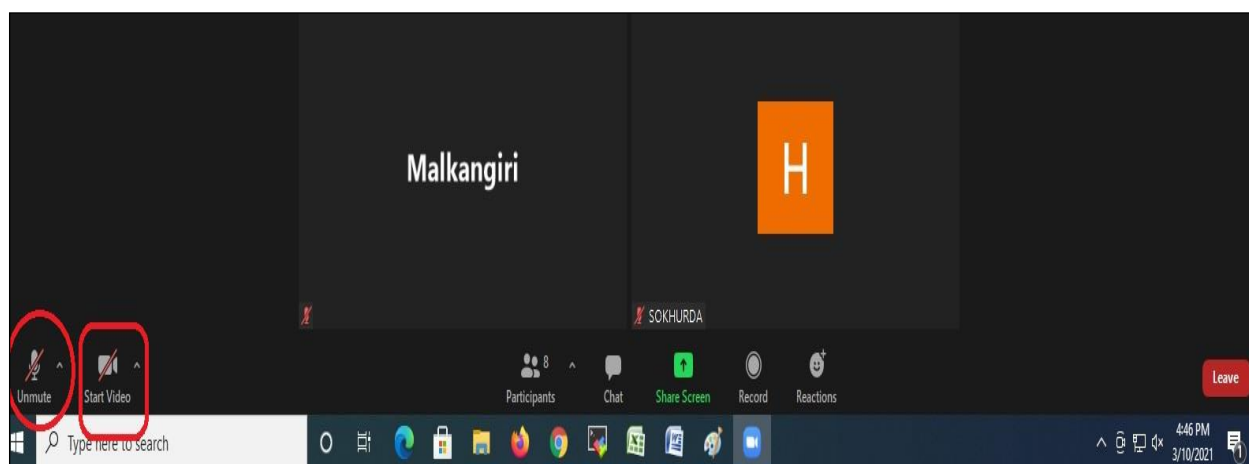 Malkangiri
H
SOKHURDA
Unmute
Start Video
8
Participants
Chat
Share Screen
Record
Reactions
Leave
Type here to search
4:46 PM
3/10/2021
1